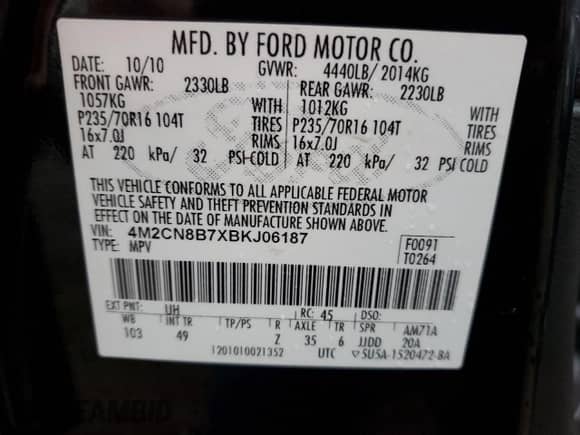 MFD. BY FORD MOTOR CO.
DATE: 10/10 GVWR: 4440LB/ 2014KG
FRONT GAWR: 2330LB REAR GAWR: 2230LB
1057KG WITH 1012KG WITH
P235/70R16 104T TIRES P235/70R16 104T TIRES
16x7.0J RIMS 16x7.0J RIMS
AT 220 kPa/ 32 PSI-COLD AT 220 kPa/ 32 PSI-COLD
THIS VEHICLE CONFORMS TO ALL APPLICABLE FEDERAL MOTOR
VEHICLE SAFETY AND THEFT PREVENTION STANDARDS IN
EFFECT ON THE DATE OF MANUFACTURE SHOWN ABOVE.
VIN: 4M2CN8B7XBKJ06187 F0091
TYPE: MPV T0264
EXT PNT: UH RC: 45 DSO:
WB INT TR TP/PS R AXLE TR SPR AM71A
103 49 Z 35 6 JJDD 20A
1201010021352 UTC ▽ SU5A-1520472-BA